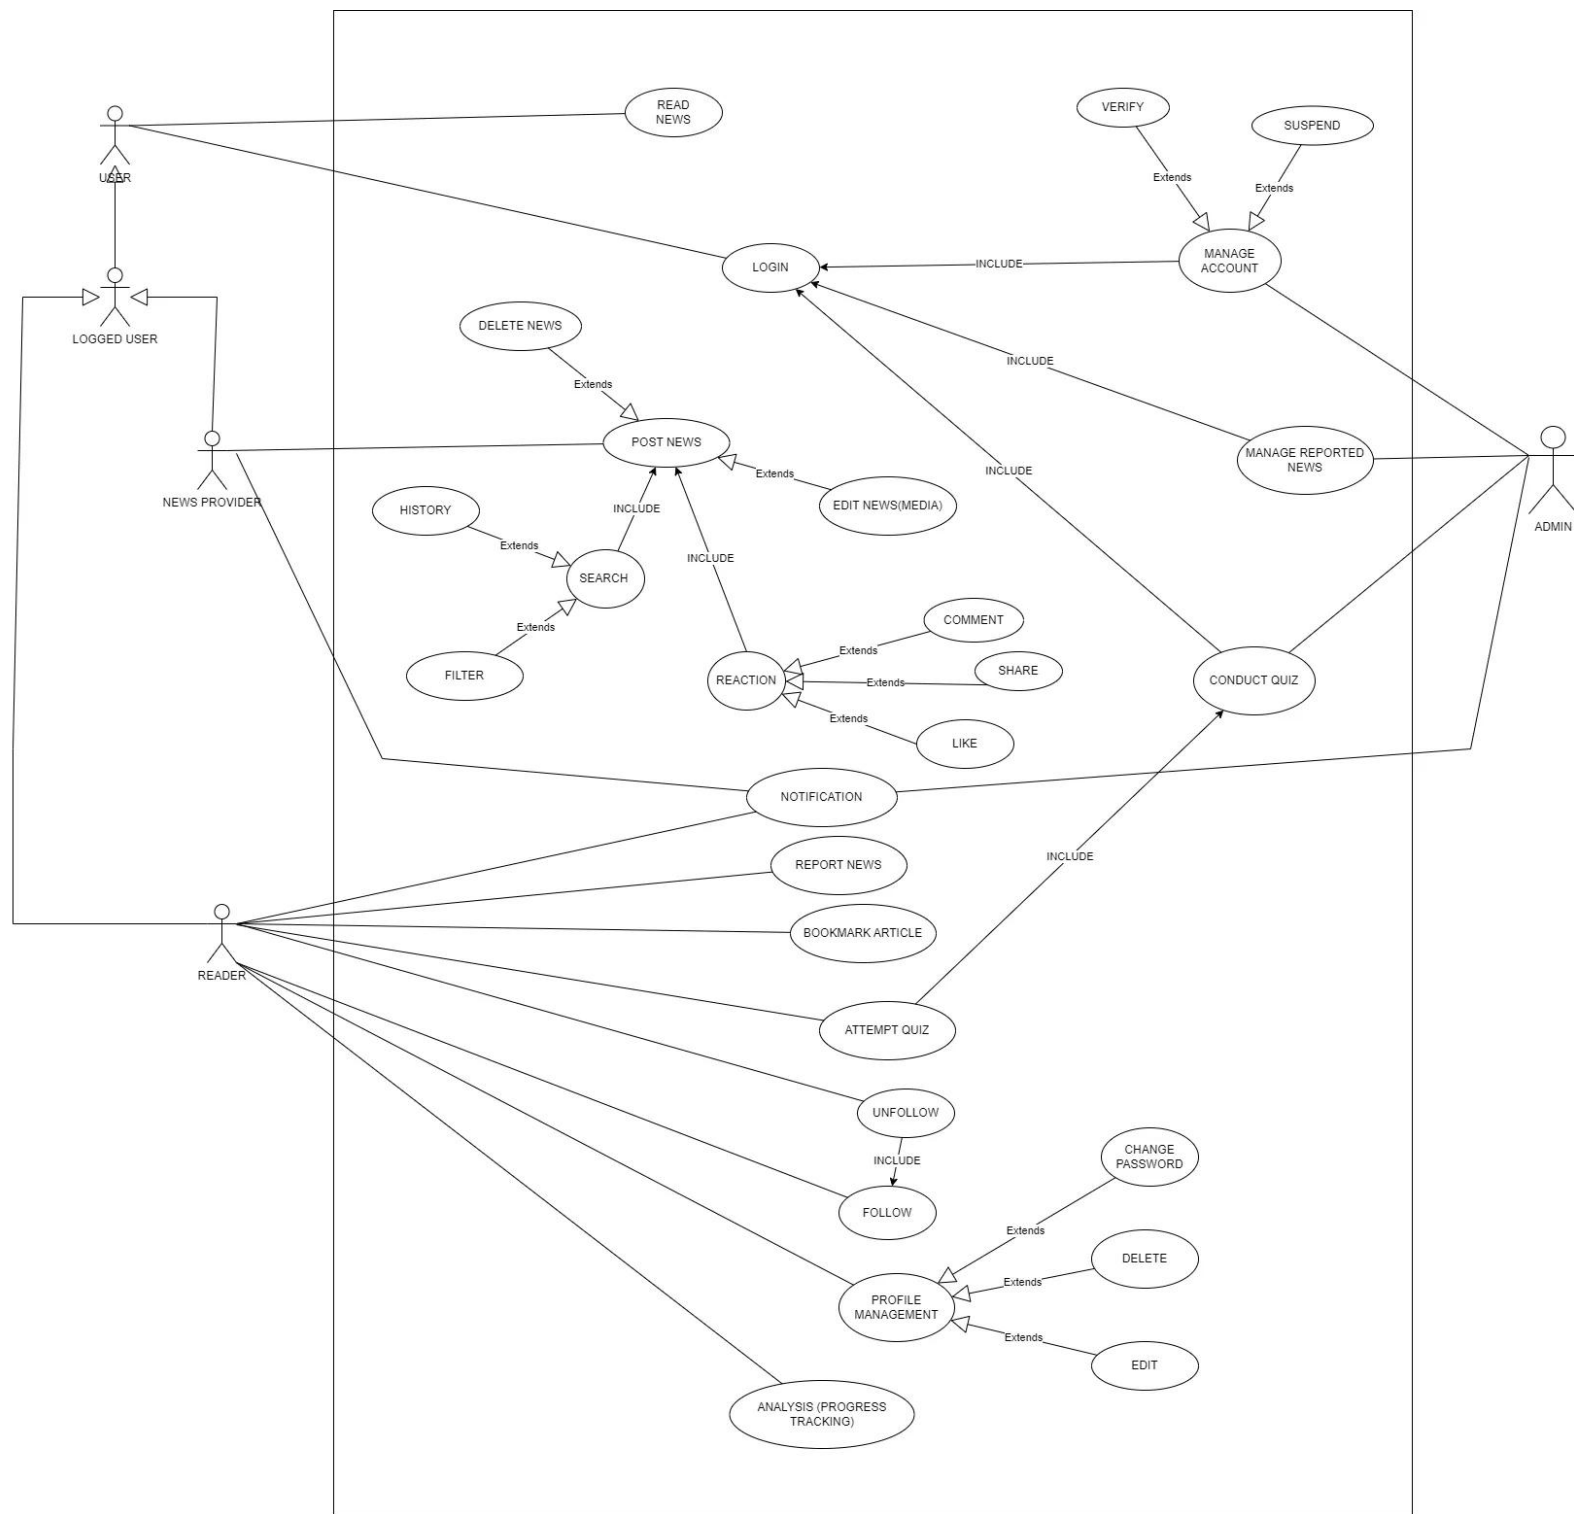 READ
NEWS
VERIFY
SUSPEND
USER
Extends
Extends
LOGIN
INCLUDE
MANAGE
ACCOUNT
LOGGED USER
DELETE NEWS
INCLUDE
Extends
POST NEWS
MANAGE REPORTED
NEWS
INCLUDE
Extends
NEWS PROVIDER
HISTORY
INCLUDE
EDIT NEWS(MEDIA)
ADMIN
Extends
INCLUDE
SEARCH
COMMENT
Extends
Extends
FILTER
REACTION
SHARE
Extends
CONDUCT QUIZ
Extends
LIKE
NOTIFICATION
INCLUDE
REPORT NEWS
BOOKMARK ARTICLE
READER
ATTEMPT QUIZ
UNFOLLOW
INCLUDE
CHANGE
PASSWORD
FOLLOW
Extends
DELETE
Extends
PROFILE
MANAGEMENT
Extends
EDIT
ANALYSIS (PROGRESS
TRACKING)